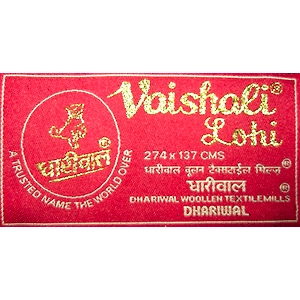 Vaishali®
Lohi
274 x 137 CMS
धारीवाल वूलन टैक्सटाईल मिल्ज़
धारीवाल
DHARIWAL WOOLLEN TEXTILE MILLS
DHARIWAL
धारीवाल ®
A TRUSTED NAME THE WORLD OVER